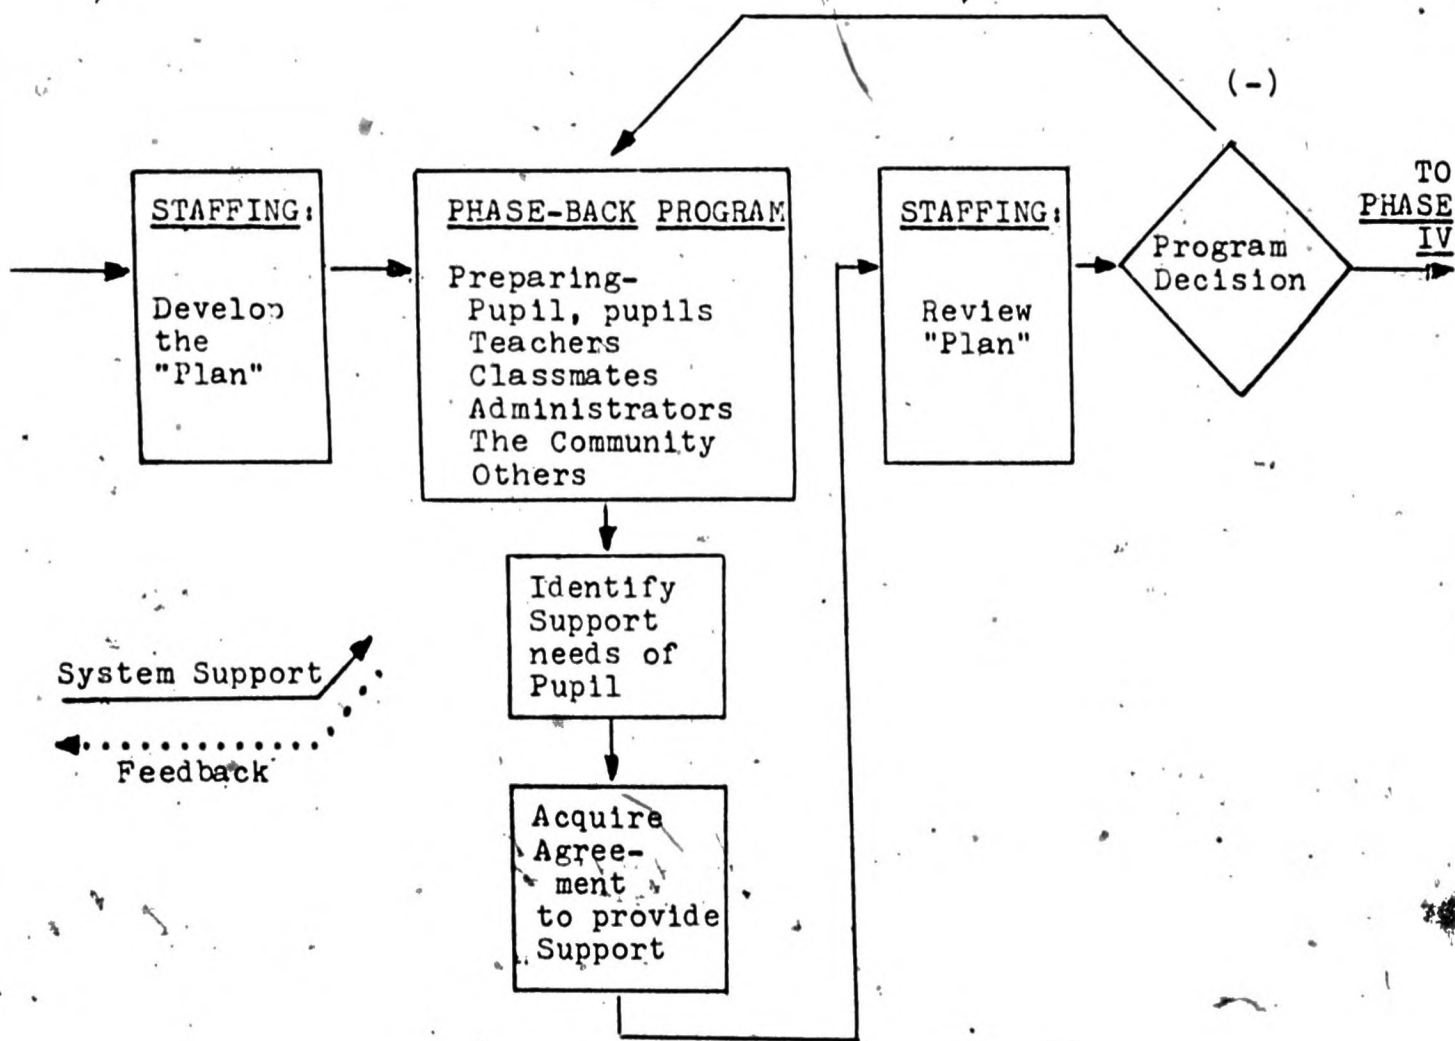 (-)
STAFFING:
Develop
the
"Plan"
PHASE-BACK PROGRAM
Preparing-
Pupil, pupils
Teachers
Classmates
Administrators
The Community
Others
Identify
Support
needs of
Pupil
Acquire
Agree-
ment
to provide
Support
STAFFING:
Review
"Plan"
Program
Decision
TO
PHASE
IV
System Support
Feedback